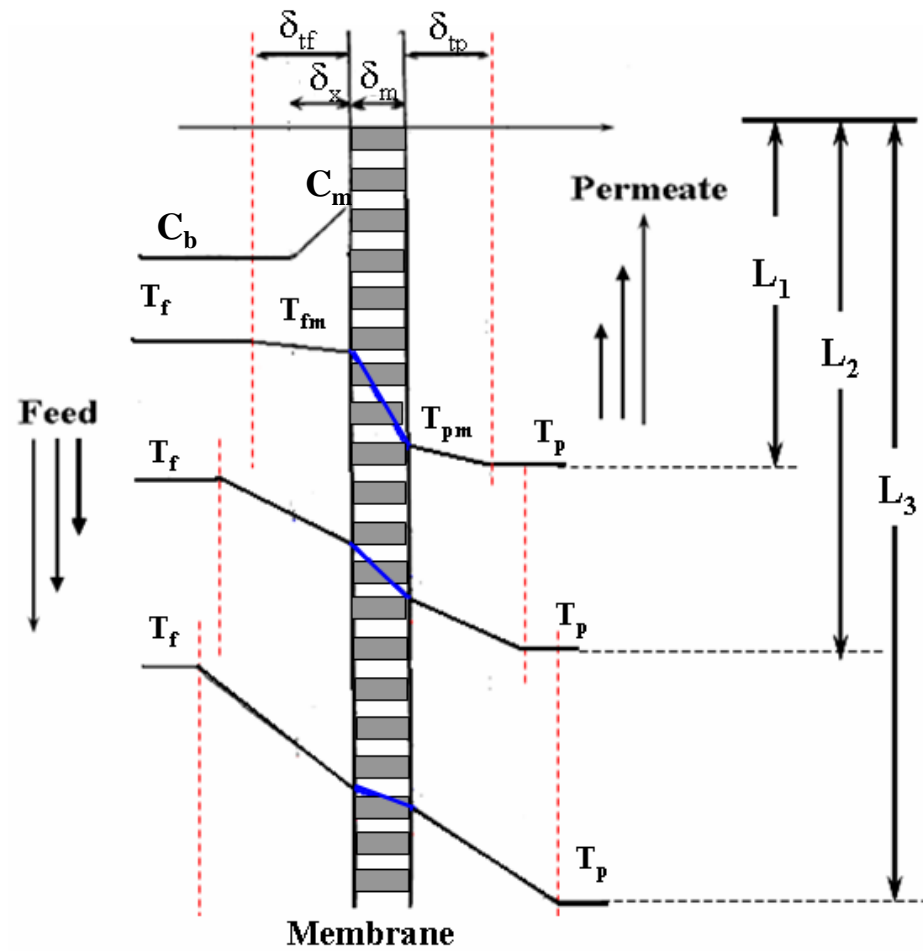 δtf
δtp
δx
δm
Cm
Permeate
Cb
L1
Tf
Tfm
L2
Feed
Tpm
Tp
Tf
L3
Tf
Tp
Tp
Membrane